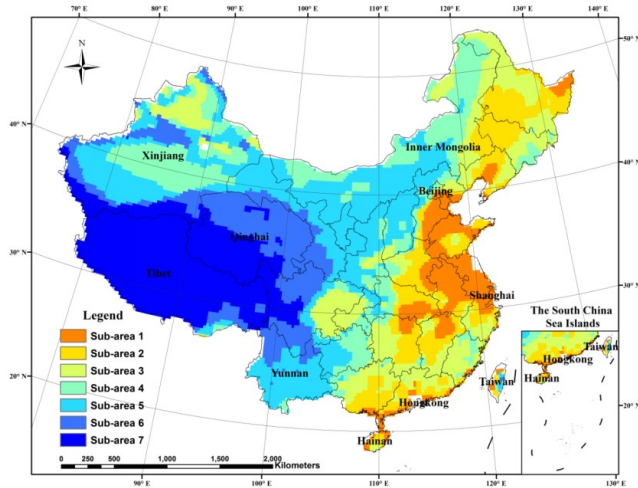 70° E 80° E 90° E 100° E 110° E 120° E 130° E 140° E
N
50° N
40° N
30° N
20° N
40° N
30° N
20° N
Inner Mongolia
Xinjiang
Beijing
Qinghai
Tibet
Shanghai
Legend
Sub-area 1
Sub-area 2
Sub-area 3
Sub-area 4
Sub-area 5
Sub-area 6
Sub-area 7
The South China
Sea Islands
Taiwan
Hongkong
Hainan
Yunnan
Taiwan
Hongkong
Hainan
0 250 500 1,000 1,500 2,000
Kilometers
90° E 100° E 110° E 120° E 130° E